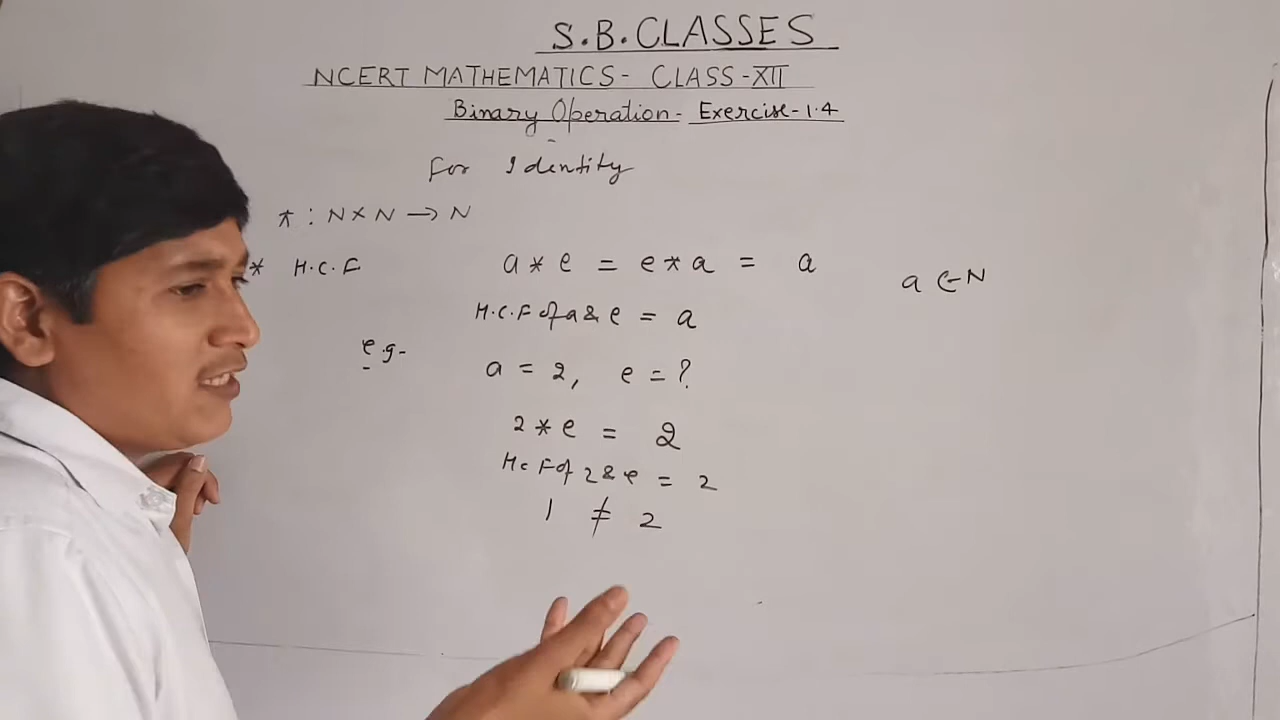 S.B.CLASSES
NCERT MATHEMATICS- CLASS-XII
Binary Operation- Exercise-1.4
For Identity
* : N × N → N
* H.C.F
a * e = e * a = a
a ∈ N
H.C.F of a & e = a
e.g-
a = 2, e = ?
2 * e = 2
H.C.F of 2 & e = 2
1 ≠ 2